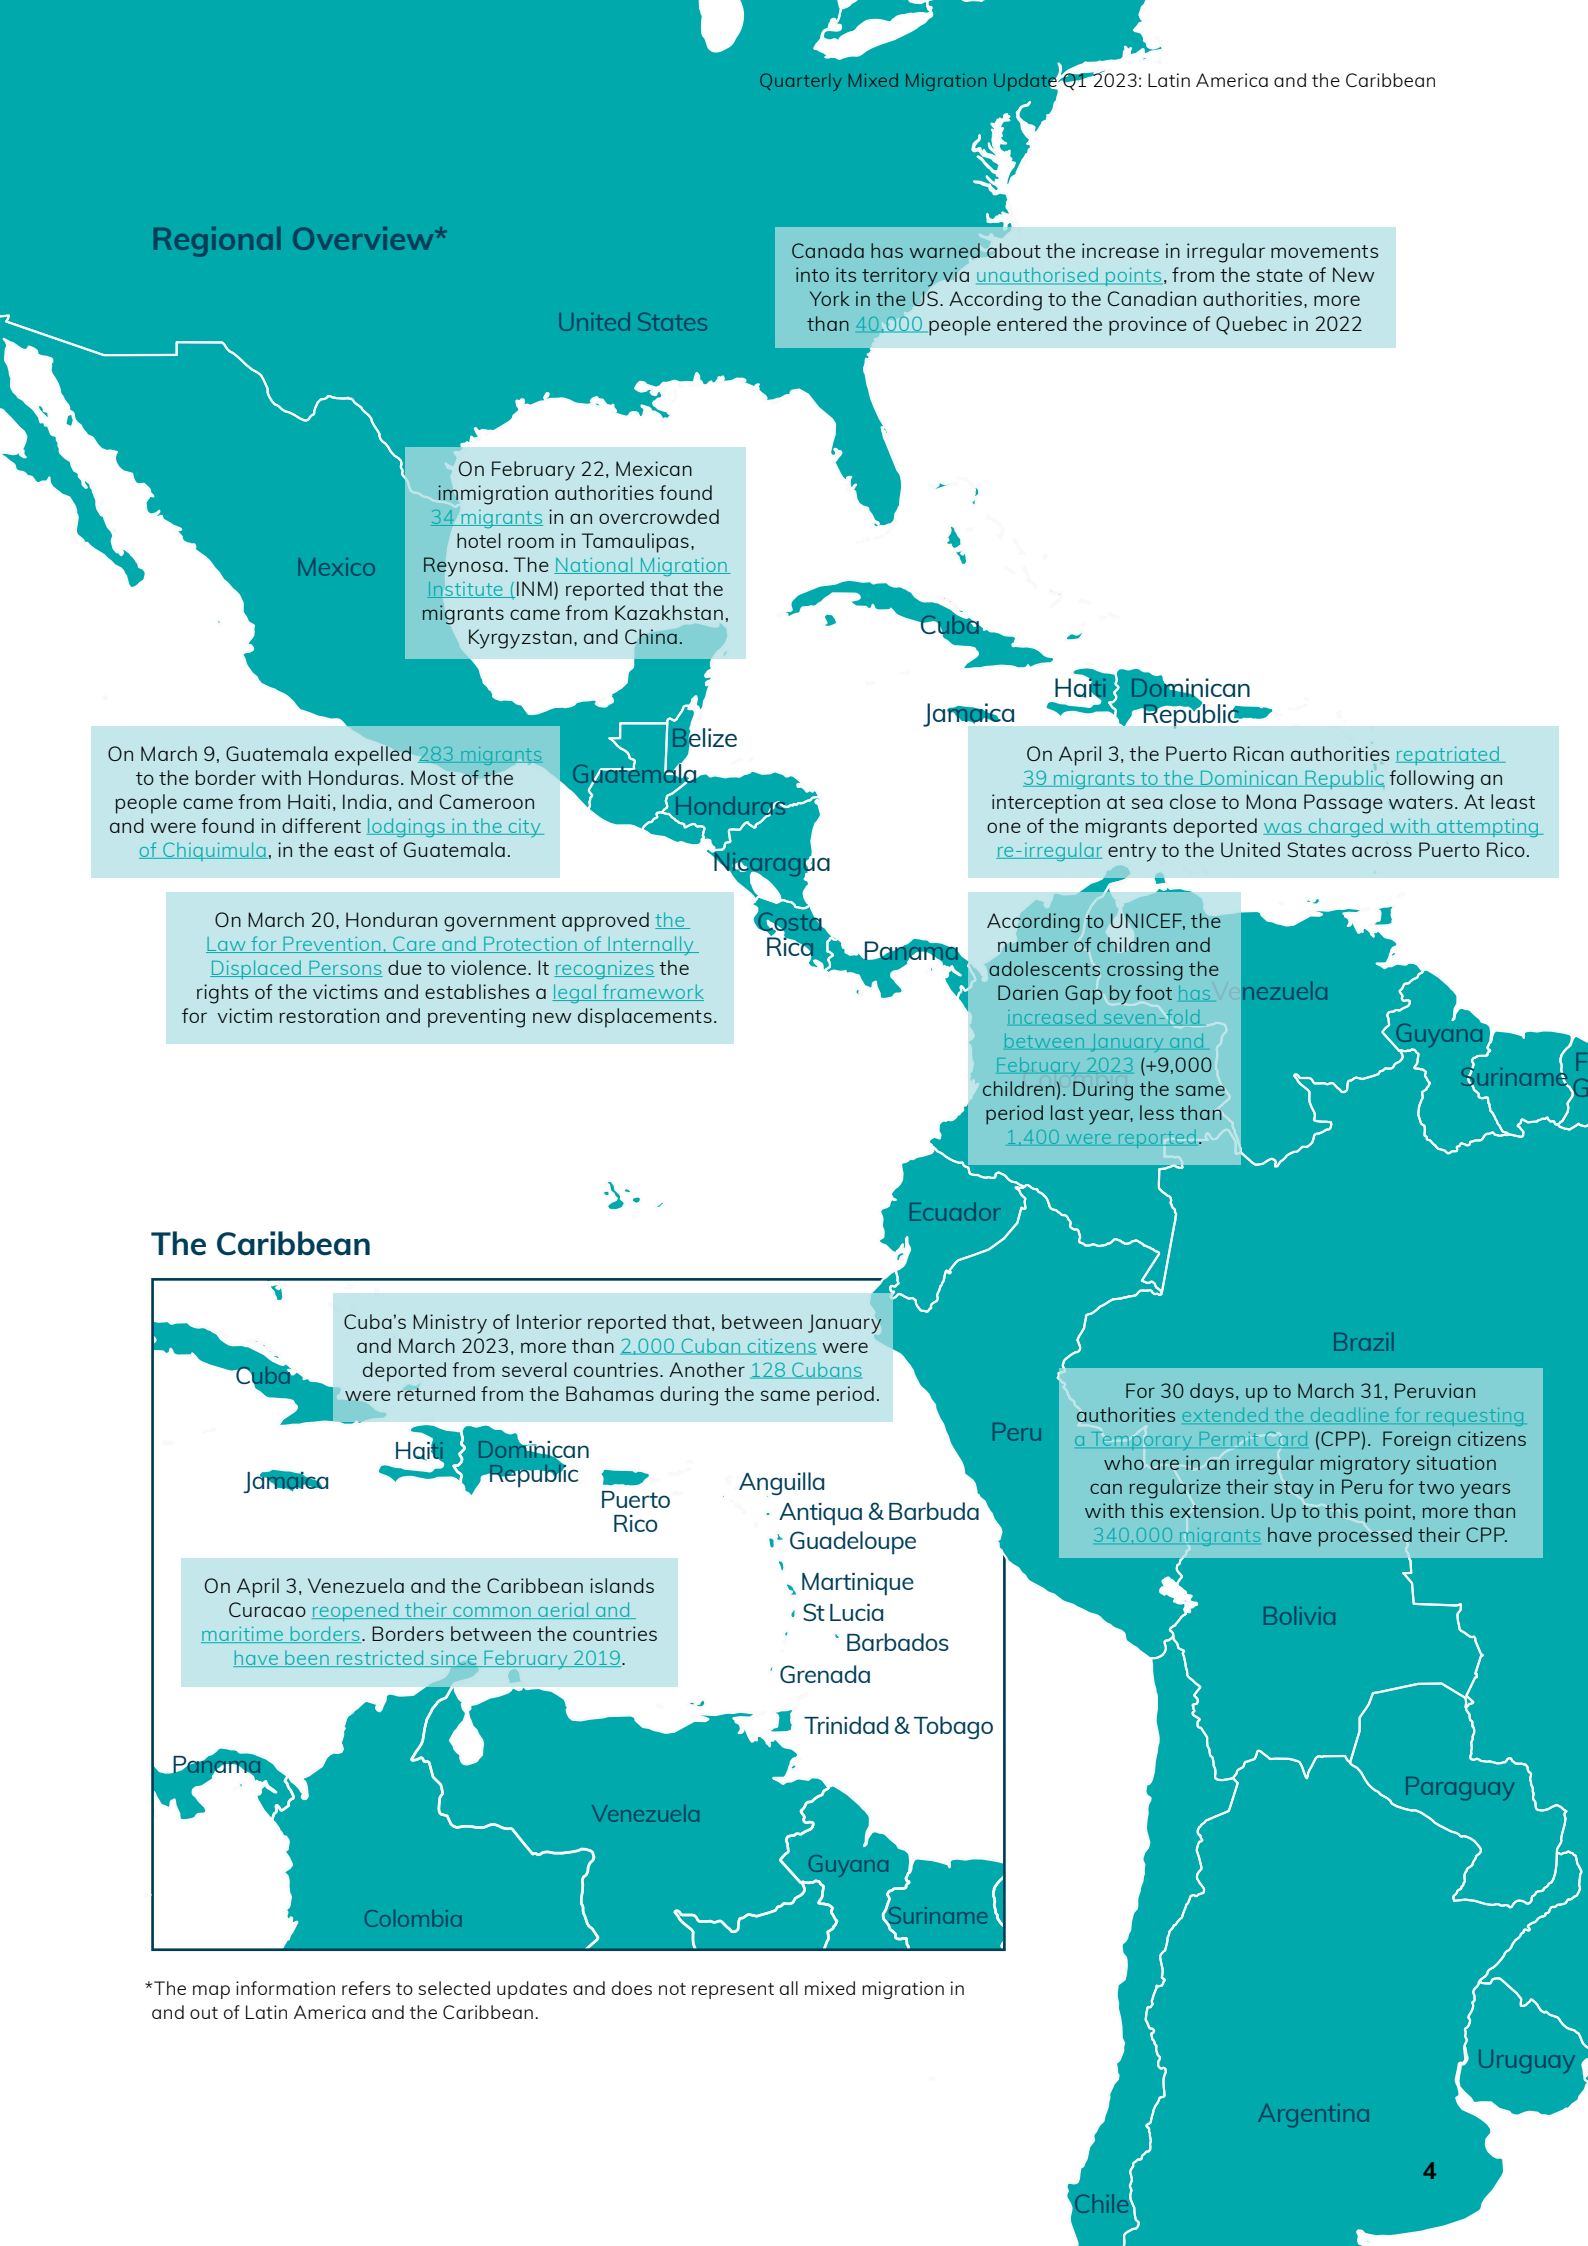 Quarterly Mixed Migration Update Q1 2023: Latin America and the Caribbean
Regional Overview*
Canada has warned about the increase in irregular movements
into its territory via unauthorised points, from the state of New
York in the US. According to the Canadian authorities, more
than 40,000 people entered the province of Quebec in 2022
United States
On February 22, Mexican
immigration authorities found
34 migrants in an overcrowded
hotel room in Tamaulipas,
Reynosa. The National Migration
Institute (INM) reported that the
migrants came from Kazakhstan,
Kyrgyzstan, and China.
Mexico
Cuba
Haiti
Dominican
Republic
Jamaica
Belize
Guatemala
Honduras
Nicaragua
Costa
Rica
Panama
On March 9, Guatemala expelled 283 migrants
to the border with Honduras. Most of the
people came from Haiti, India, and Cameroon
and were found in different lodgings in the city
of Chiquimula, in the east of Guatemala.
On April 3, the Puerto Rican authorities repatriated
39 migrants to the Dominican Republic following an
interception at sea close to Mona Passage waters. At least
one of the migrants deported was charged with attempting
re-irregular entry to the United States across Puerto Rico.
On March 20, Honduran government approved the
Law for Prevention, Care and Protection of Internally
Displaced Persons due to violence. It recognizes the
rights of the victims and establishes a legal framework
for victim restoration and preventing new displacements.
According to UNICEF, the
number of children and
adolescents crossing the
Darien Gap by foot has
increased seven-fold
between January and
February 2023 (+9,000
children). During the same
period last year, less than
1,400 were reported.
Venezuela
Colombia
Guyana
Suriname
F
G
Ecuador
The Caribbean
Cuba's Ministry of Interior reported that, between January
and March 2023, more than 2,000 Cuban citizens were
deported from several countries. Another 128 Cubans
were returned from the Bahamas during the same period.
Cuba
Haiti
Dominican
Republic
Jamaica
Puerto
Rico
Anguilla
Antiqua & Barbuda
Guadeloupe
Martinique
St Lucia
Barbados
Grenada
Trinidad & Tobago
On April 3, Venezuela and the Caribbean islands
Curacao reopened their common aerial and
maritime borders. Borders between the countries
have been restricted since February 2019.
Panama
Venezuela
Guyana
Colombia
Suriname
Brazil
Peru
For 30 days, up to March 31, Peruvian
authorities extended the deadline for requesting
a Temporary Permit Card (CPP). Foreign citizens
who are in an irregular migratory situation
can regularize their stay in Peru for two years
with this extension. Up to this point, more than
340,000 migrants have processed their CPP.
Bolivia
Paraguay
Uruguay
Argentina
Chile
*The map information refers to selected updates and does not represent all mixed migration in
and out of Latin America and the Caribbean.
4